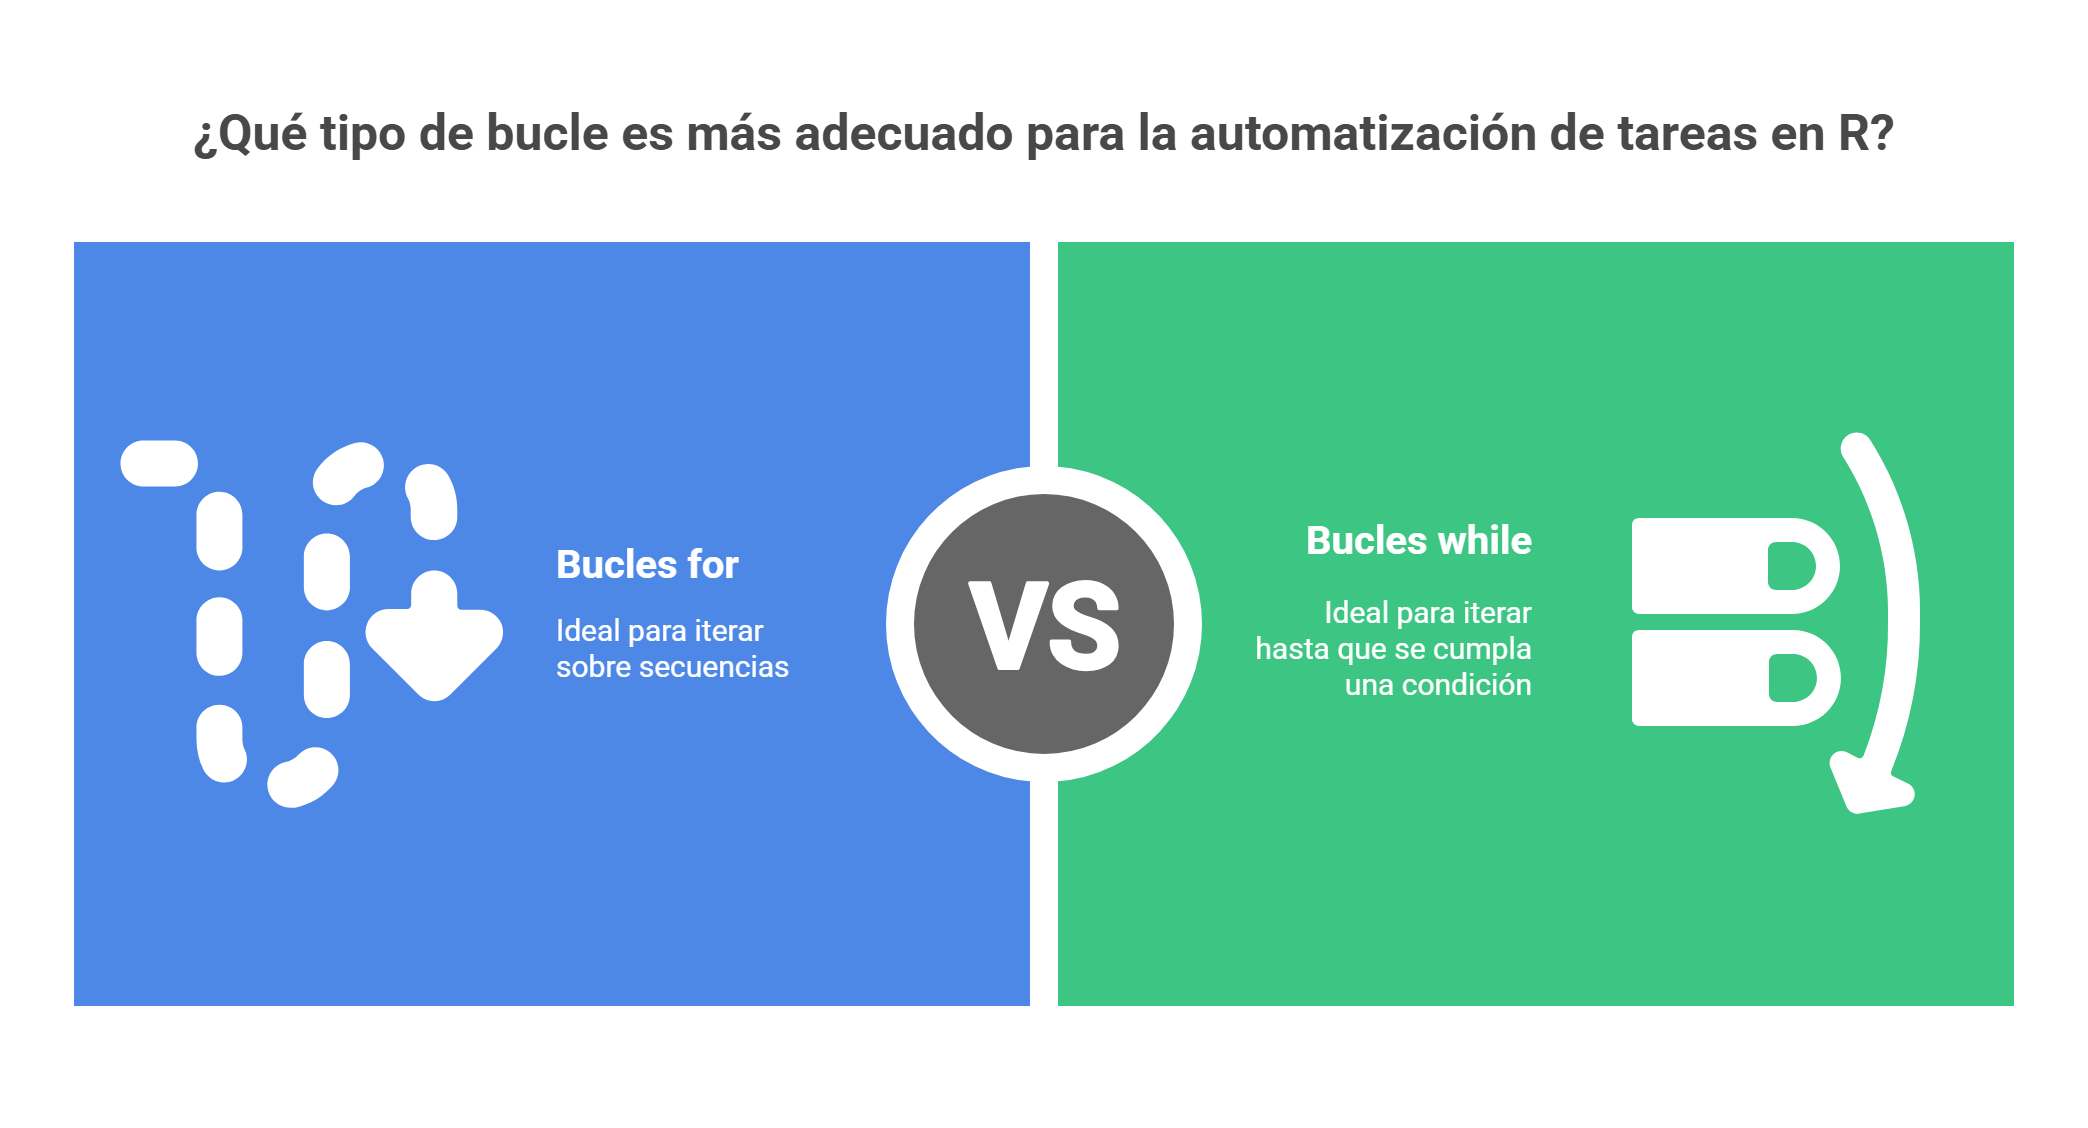 ¿Qué tipo de bucle es más adecuado para la automatización de tareas en R?
Bucles for
Ideal para iterar
sobre secuencias
VS
Bucles while
Ideal para iterar
hasta que se cumpla
una condición